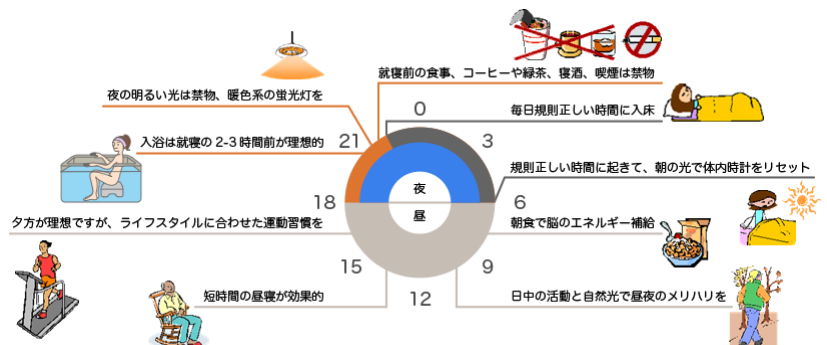 就寝前の食事、コーヒーや緑茶、寝酒、喫煙は禁物
夜の明るい光は禁物、暖色系の蛍光灯を
0
毎日規則正しい時間に入床
入浴は就寝の2-3時間前が理想的
21
3
規則正しい時間に起きて、朝の光で体内時計をリセット
夜
18
6
昼
夕方が理想ですが、ライフスタイルに合わせた運動習慣を
朝食で脳のエネルギー補給
15
9
短時間の昼寝が効果的
12
日中の活動と自然光で昼夜のメリハリを